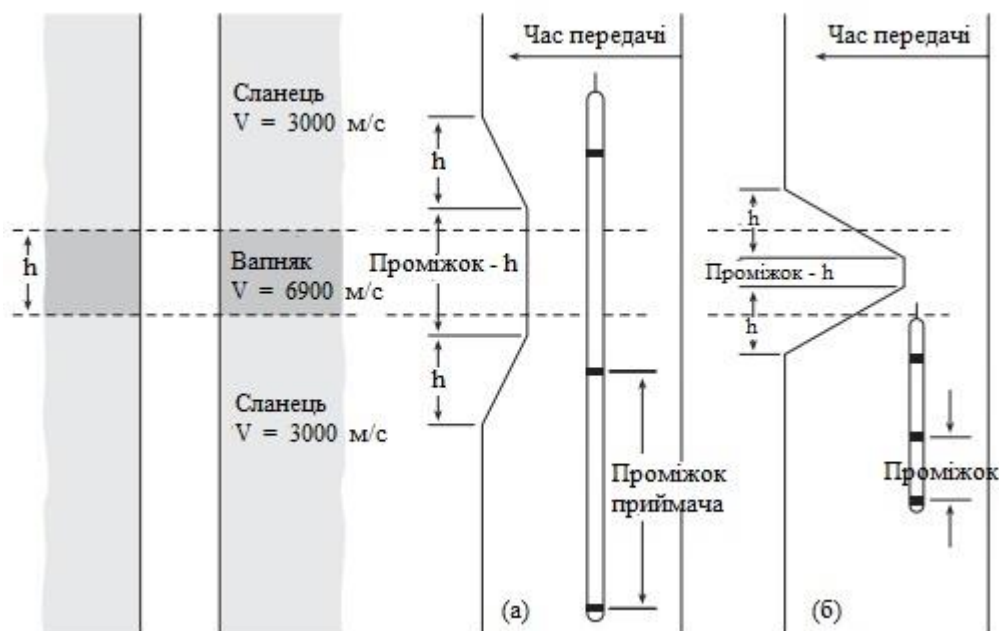 Час передачі
Сланець
V = 3000 м/с
h
h
Вапняк
V = 6900 м/с
Проміжок - h
h
Сланець
V = 3000 м/с
Проміжок
приймача
(а)
Час передачі
h
Проміжок - h
h
Проміжок
(б)